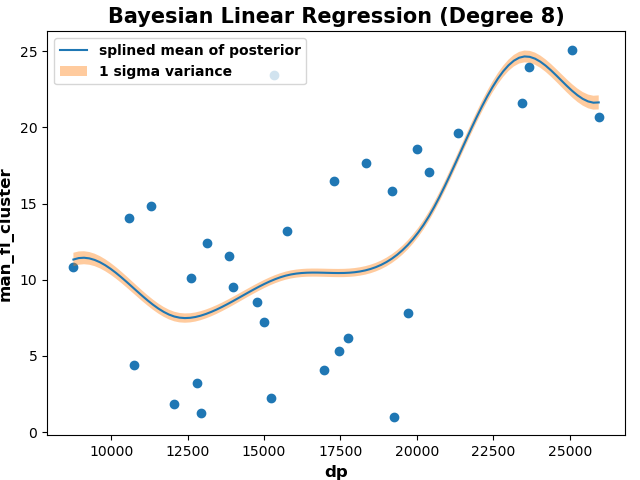 Bayesian Linear Regression (Degree 8)
splined mean of posterior
1 sigma variance
25
20
15
10
5
0
man_fl_cluster
10000 12500 15000 17500 20000 22500 25000
dp